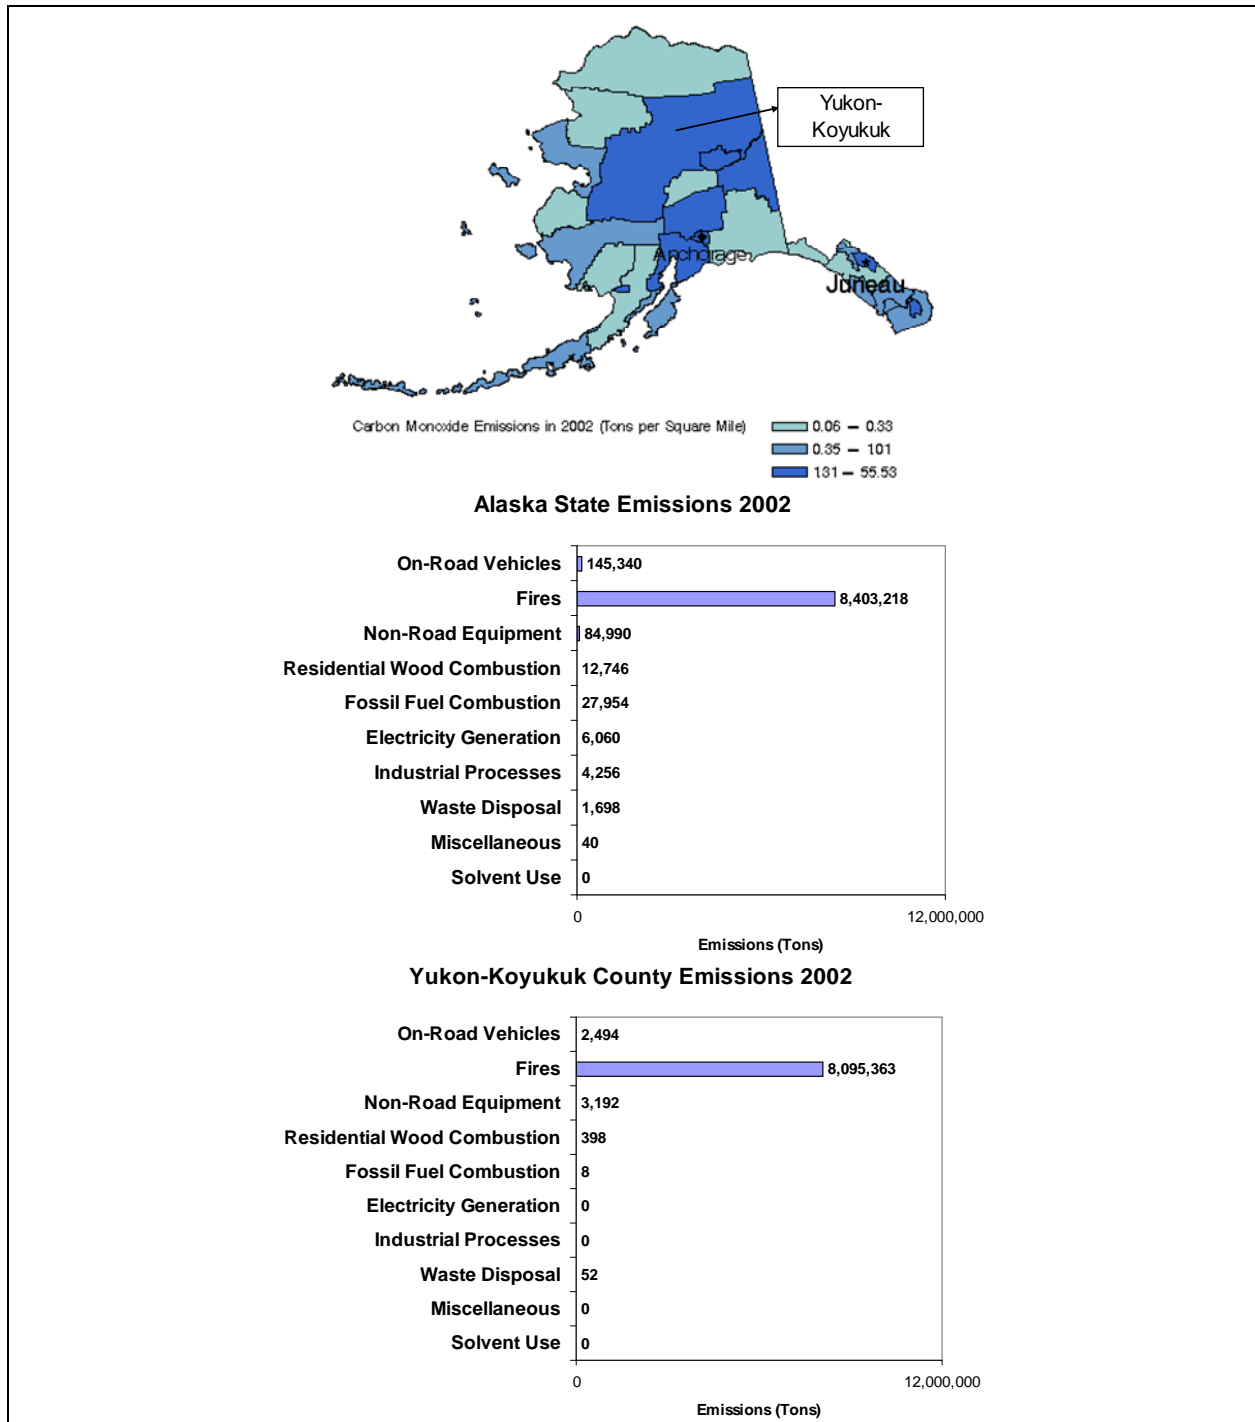 Yukon-
Koyukuk
Anchorage
Juneau
Carbon Monoxide Emissions in 2002 (Tons per Square Mile)
0.06 – 0.33
0.35 – 1.01
1.31 – 55.53
Alaska State Emissions 2002
On-Road Vehicles 145,340
Fires 8,403,218
Non-Road Equipment 84,990
Residential Wood Combustion 12,746
Fossil Fuel Combustion 27,954
Electricity Generation 6,060
Industrial Processes 4,256
Waste Disposal 1,698
Miscellaneous 40
Solvent Use 0
0 12,000,000
Emissions (Tons)
Yukon-Koyukuk County Emissions 2002
On-Road Vehicles 2,494
Fires 8,095,363
Non-Road Equipment 3,192
Residential Wood Combustion 398
Fossil Fuel Combustion 8
Electricity Generation 0
Industrial Processes 0
Waste Disposal 52
Miscellaneous 0
Solvent Use 0
0 12,000,000
Emissions (Tons)